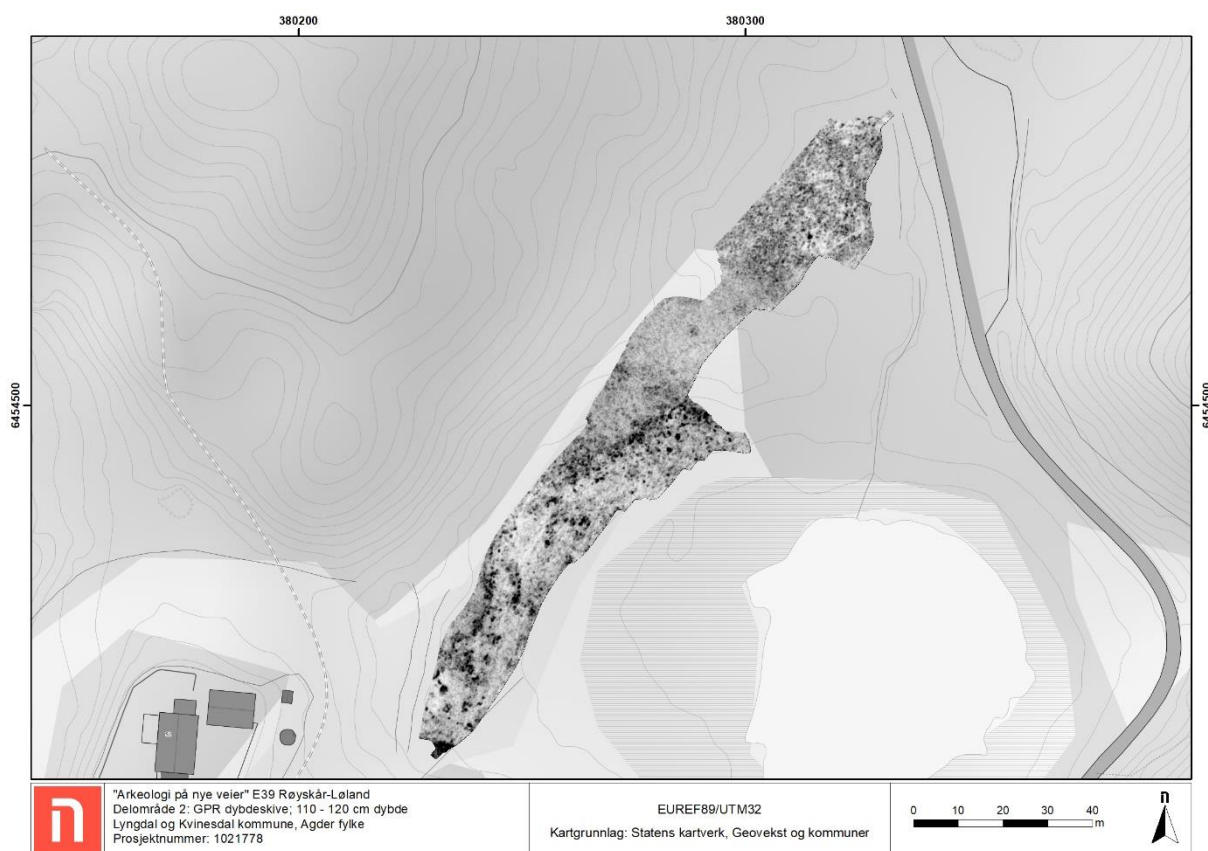 380200
380300
6454500
6454500
"Arkeologi på nye veier" E39 Røyskår-Løland
Delområde 2: GPR dybdeskive; 110 - 120 cm dybde
Lyngdal og Kvinesdal kommune, Agder fylke
Prosjektnummer: 1021778
EUREF89/UTM32
Kartgrunnlag: Statens kartverk, Geovekst og kommuner
0 10 20 30 40
m